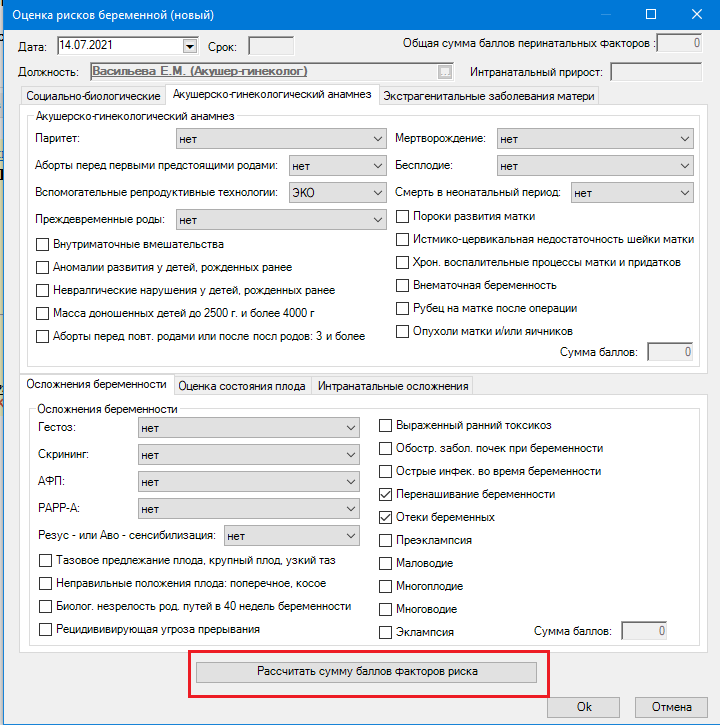 Оценка рисков беременной (новый)
Дата: 14.07.2021 Срок: Общая сумма баллов перинатальных факторов : 0
Должность: Васильева Е.М. (Акушер-гинеколог) Интранатальный прирост:
Социально-биологические Акушерско-гинекологический анамнез Экстрагенитальные заболевания матери
Акушерско-гинекологический анамнез
Паритет: нет Мертворождение: нет
Аборты перед первыми предстоящими родами: нет Бесплодие: нет
Вспомогательные репродуктивные технологии: ЭКО Смерть в неонатальный период: нет
Преждевременные роды: нет Пороки развития матки
Внутриматочные вмешательства Истмико-цервикальная недостаточность шейки матки
Аномалии развития у детей, рожденных ранее Хрон. воспалительные процессы матки и придатков
Невралгические нарушения у детей, рожденных ранее Внематочная беременность
Масса доношенных детей до 2500 г. и более 4000 г Рубец на матке после операции
Аборты перед повт. родами или после посл родов: 3 и более Опухоли матки и/или яичников
Сумма баллов: 0
Осложнения беременности Оценка состояния плода Интранатальные осложнения
Осложнения беременности
Гестоз: нет Выраженный ранний токсикоз
Скрининг: нет Обостр. забол. почек при беременности
АФП: нет Острые инфек. во время беременности
PAPP-A: нет Перенашивание беременности
Резус - или Аво - сенсибилизация: нет Отеки беременных
Тазовое предлежание плода, крупный плод, узкий таз Преэклампсия
Неправильные положения плода: поперечное, косое Маловодие
Биолог. незрелость род. путей в 40 недель беременности Многоплодие
Рецидививирующая угроза прерывания Многоводие
Эклампсия Сумма баллов: 0
Рассчитать сумму баллов факторов риска
Ok Отмена